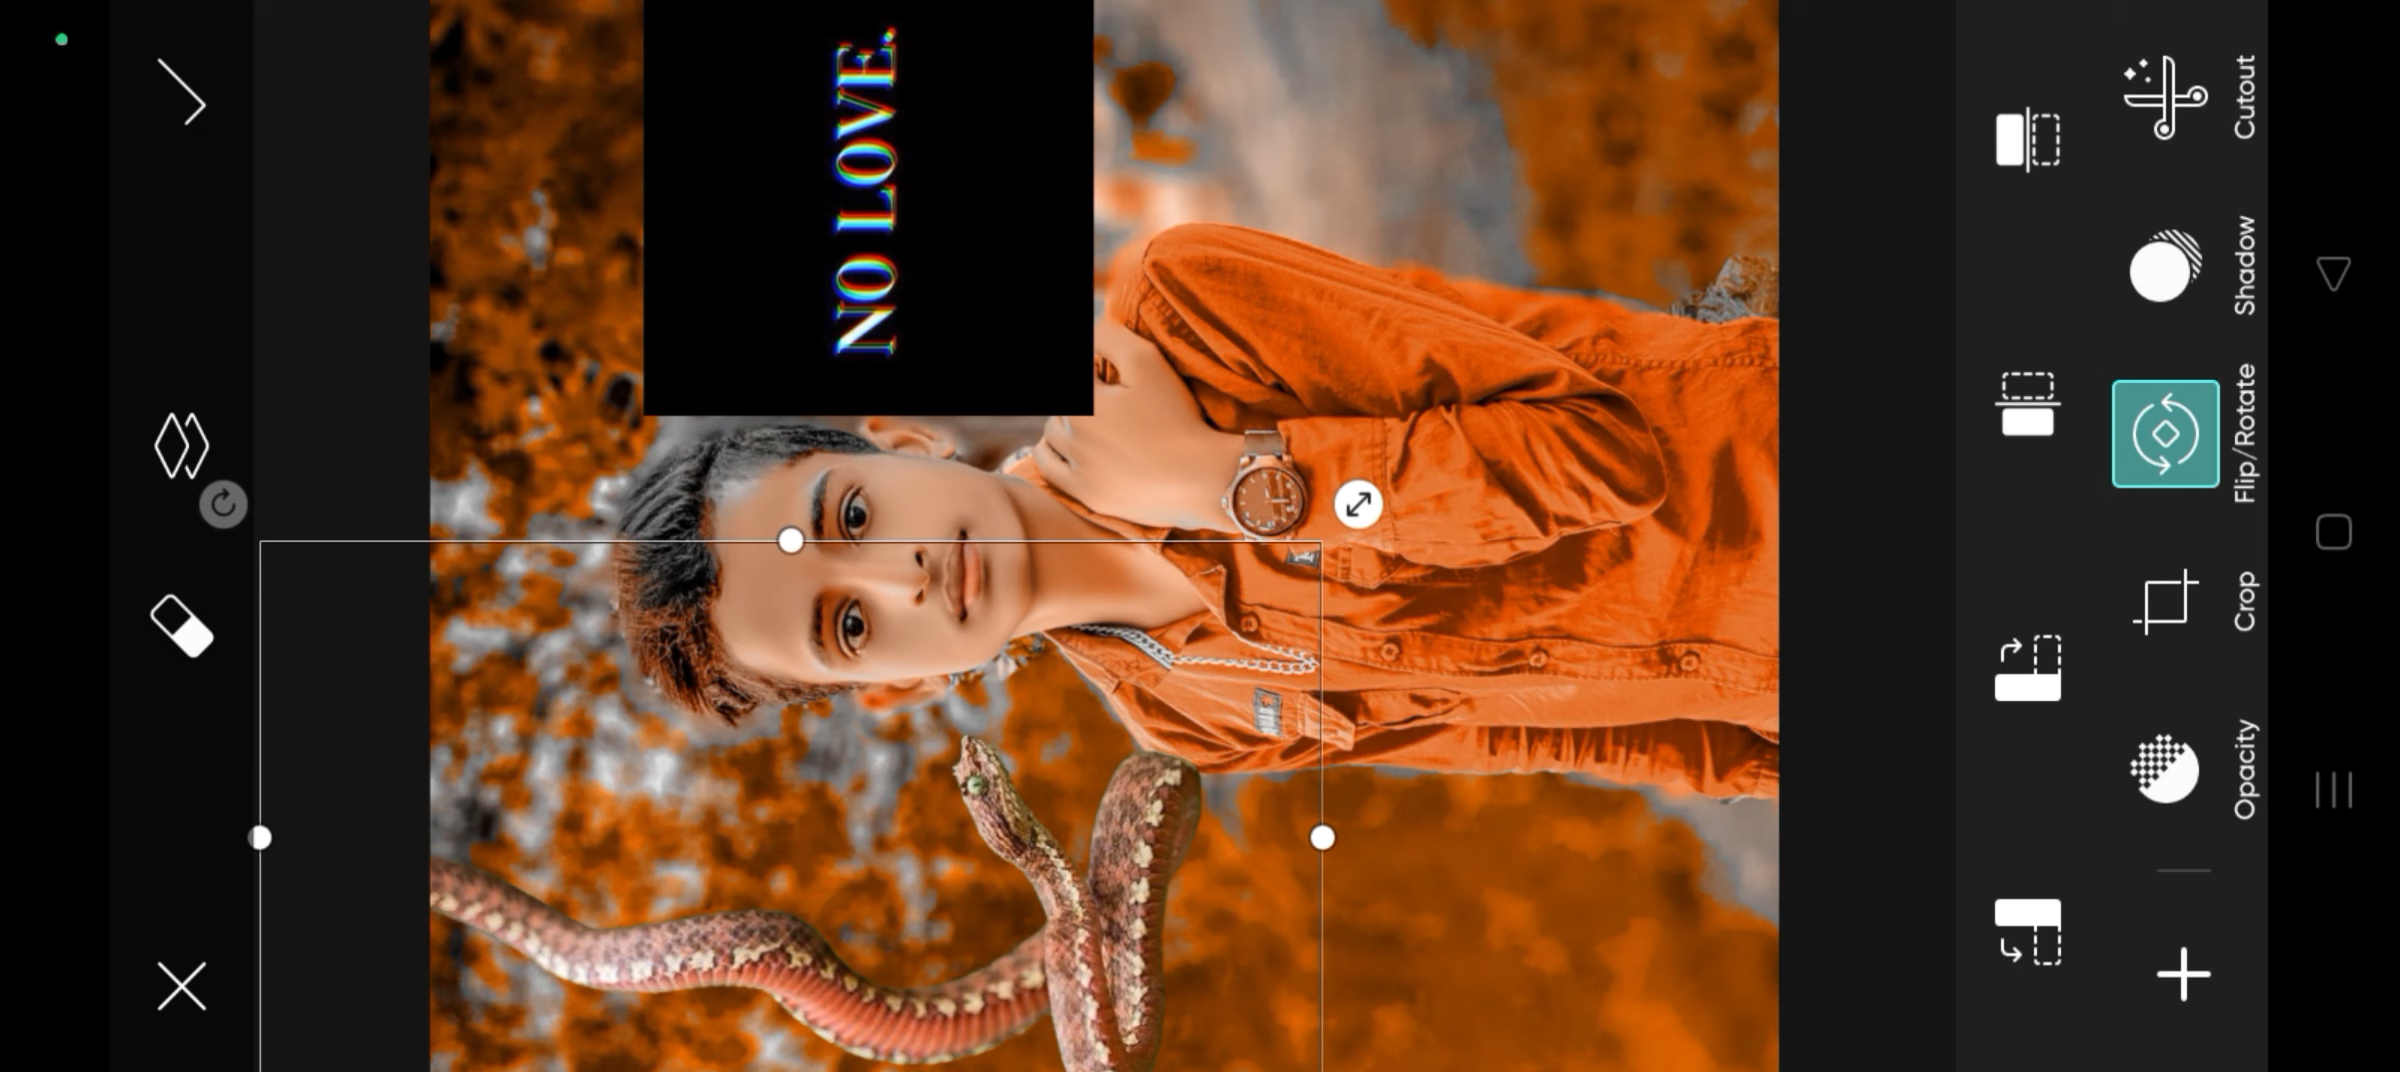 NO LOVE.
Opacity
Crop
Flip/Rotate
Shadow
Cutout